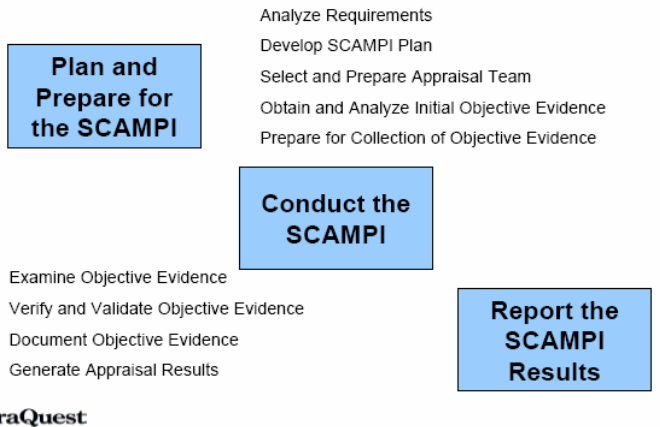 Plan and
Prepare for
the SCAMPI
Analyze Requirements
Develop SCAMPI Plan
Select and Prepare Appraisal Team
Obtain and Analyze Initial Objective Evidence
Prepare for Collection of Objective Evidence
Conduct the
SCAMPI
Examine Objective Evidence
Verify and Validate Objective Evidence
Document Objective Evidence
Generate Appraisal Results
Report the
SCAMPI
Results
raQuest